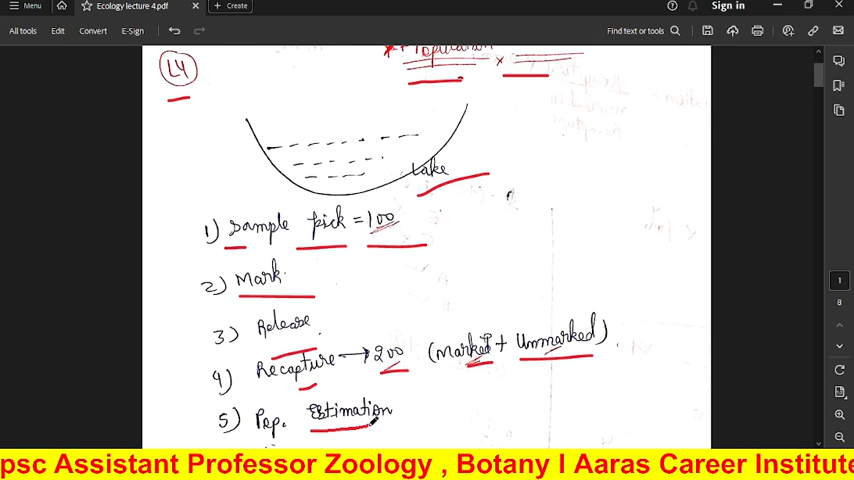 Menu
Ecology lecture 4.pdf
+ Create
Sign in
All tools Edit Convert E-Sign
Find text or tools
L4
Lake
1) Sample pick = 100
2) Mark.
3) Release.
4) Recapture → 200 (Marked + Unmarked)
5) Pop. Estimation
1
8
psc Assistant Professor Zoology , Botany I Aaras Career Institute